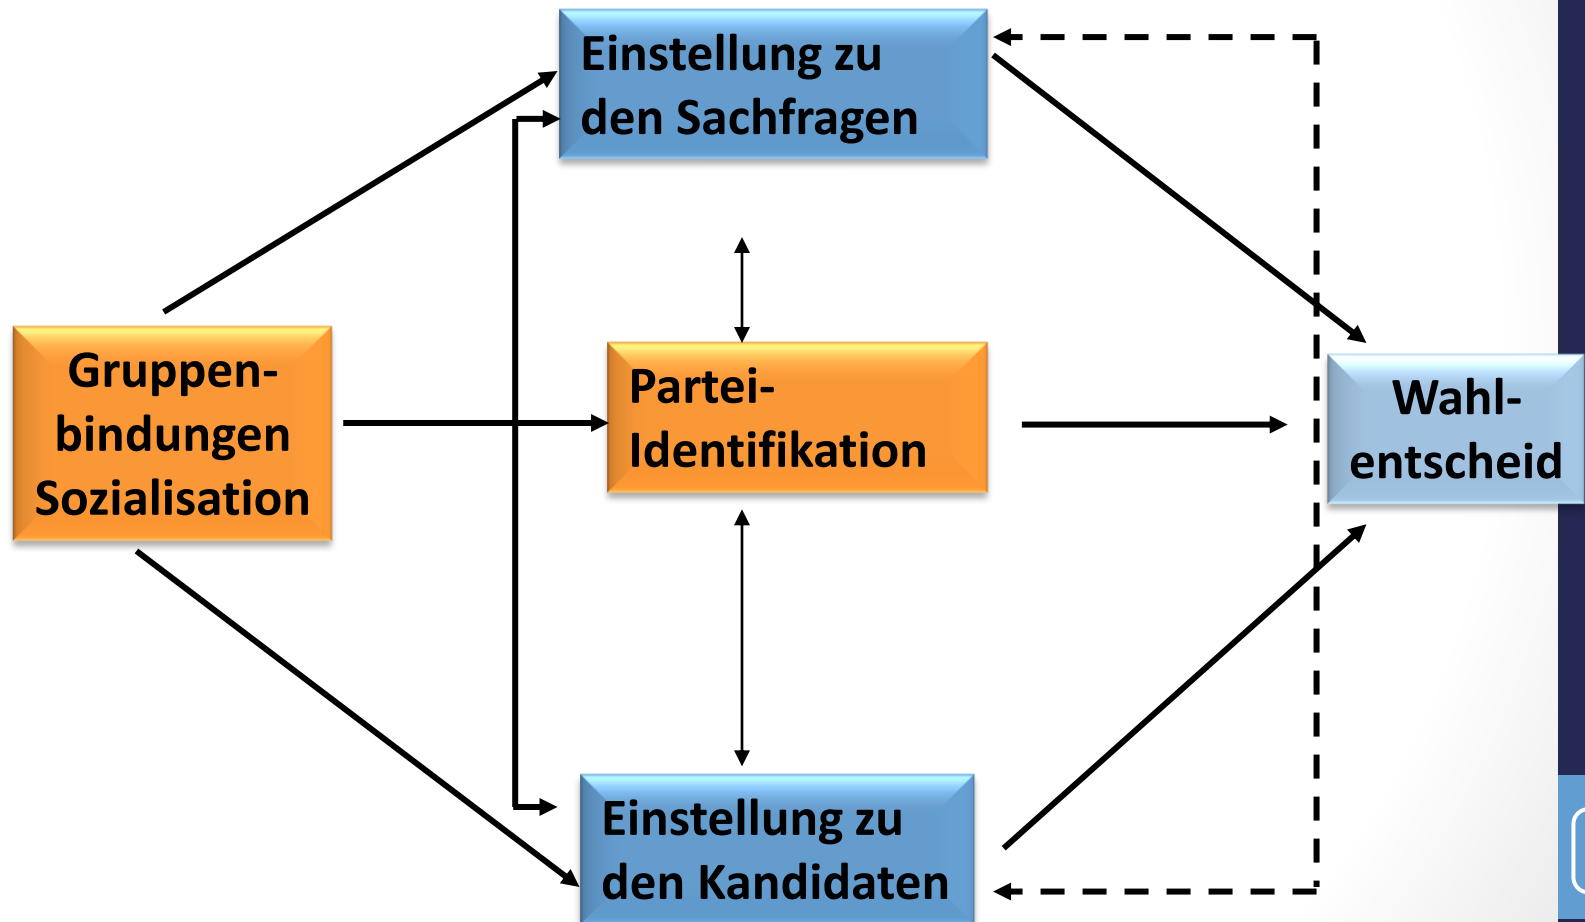 Einstellung zu
den Sachfragen
Gruppen-
bindungen
Sozialisation
Partei-
Identifikation
Wahl-
entscheid
Einstellung zu
den Kandidaten